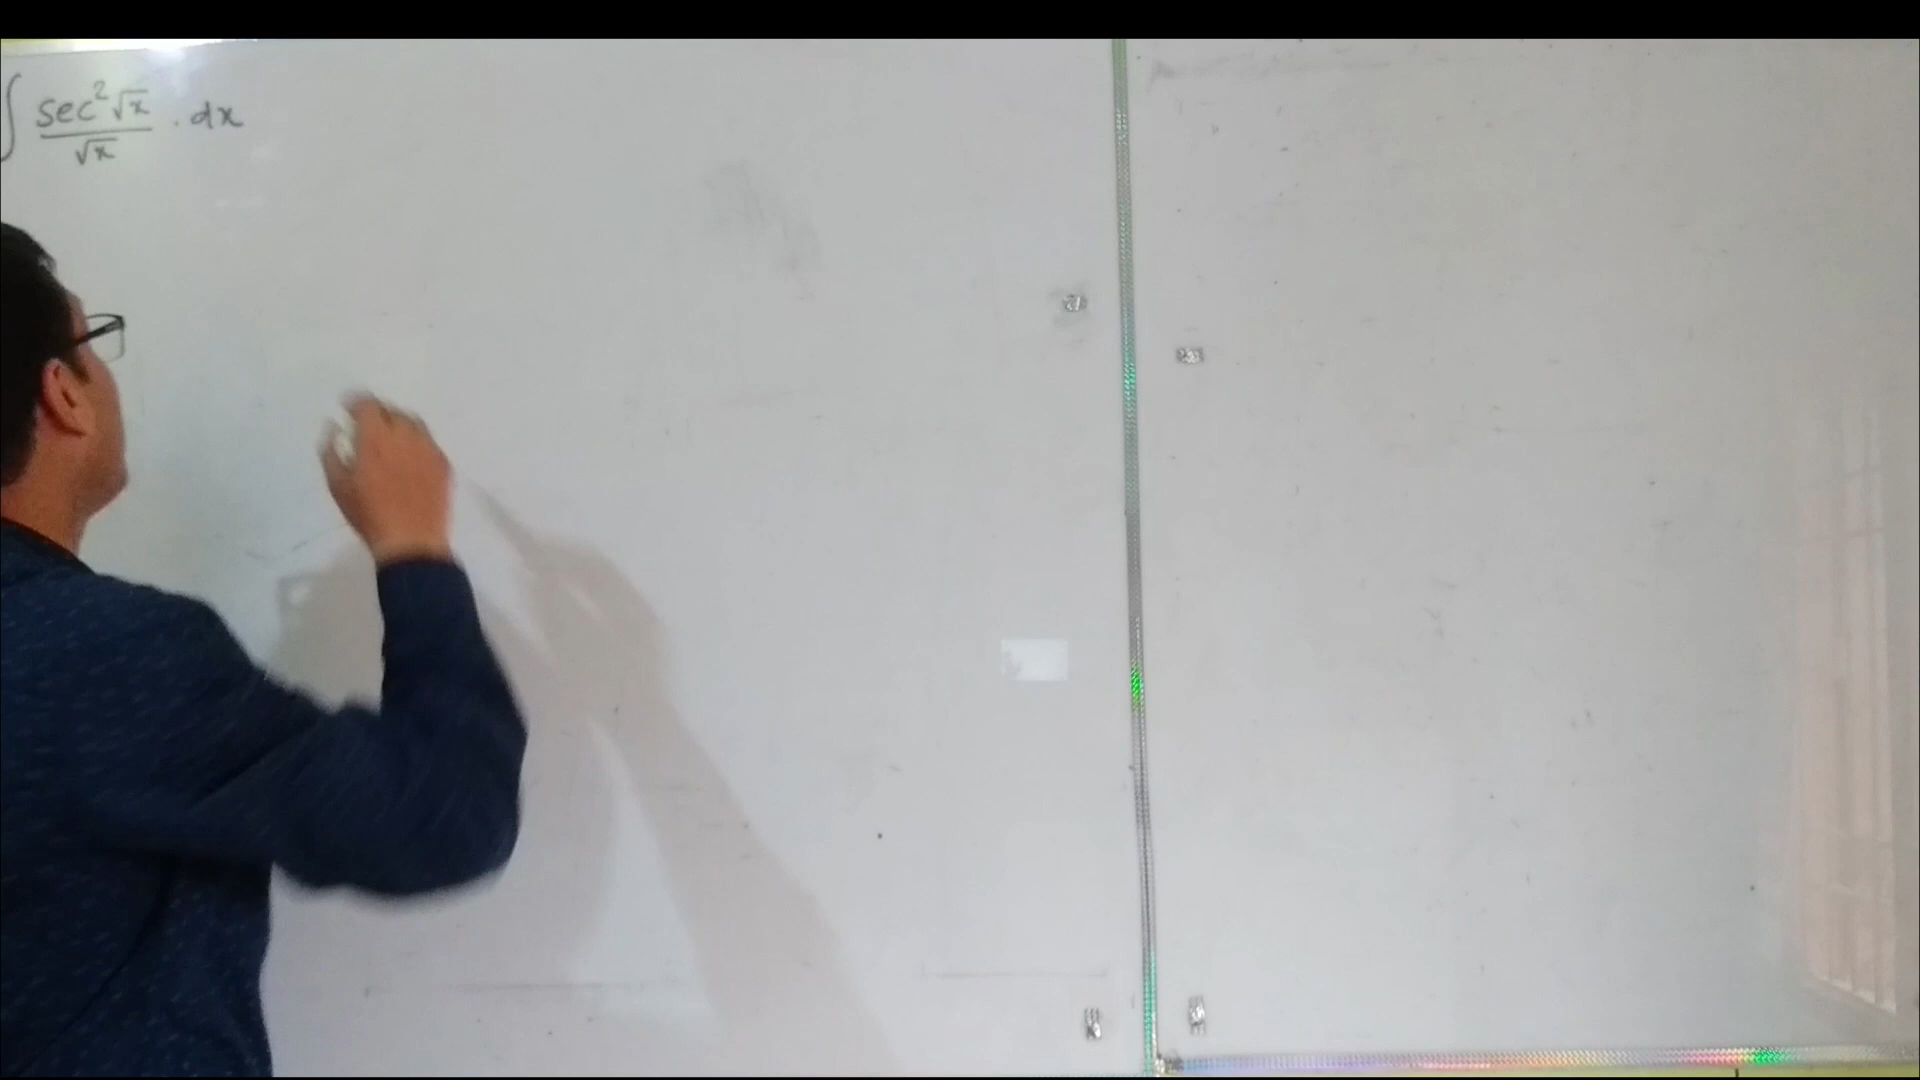 ∫ sec²√x / √x . dx